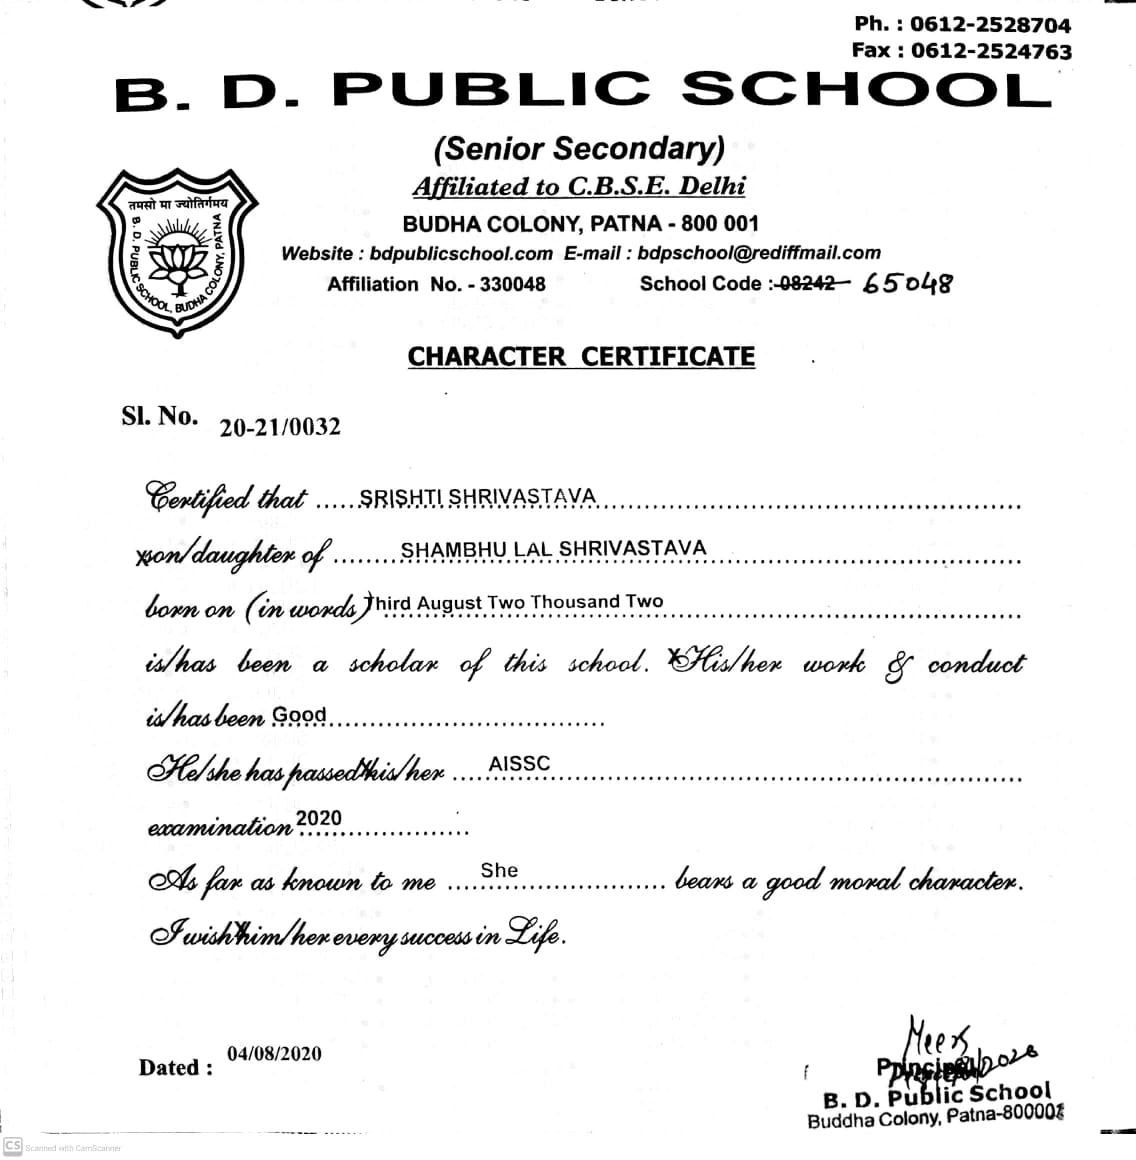 Ph. : 0612-2528704
Fax : 0612-2524763
B. D. PUBLIC SCHOOL
(Senior Secondary)
Affiliated to C.B.S.E. Delhi
BUDHA COLONY, PATNA - 800 001
Website : bdpublicschool.com E-mail : bdpschool@rediffmail.com
Affiliation No. - 330048 School Code :-08242 65048
तमसो मा ज्योतिर्गमय
B. D. PUBLIC SCHOOL, BUDHA COLONY, PATNA
CHARACTER CERTIFICATE
Sl. No. 20-21/0032
Certified that SRISHTI SHRIVASTAVA
son/daughter of SHAMBHU LAL SHRIVASTAVA
born on (in words) Third August Two Thousand Two
is/has been a scholar of this school. His/her work & conduct
is/has been Good
He/she has passed his/her AISSC
examination 2020
As far as known to me She bears a good moral character.
I wish him/her every success in Life.
Dated : 04/08/2020
Principal
B. D. Public School
Buddha Colony, Patna-800001
CS Scanned with CamScanner